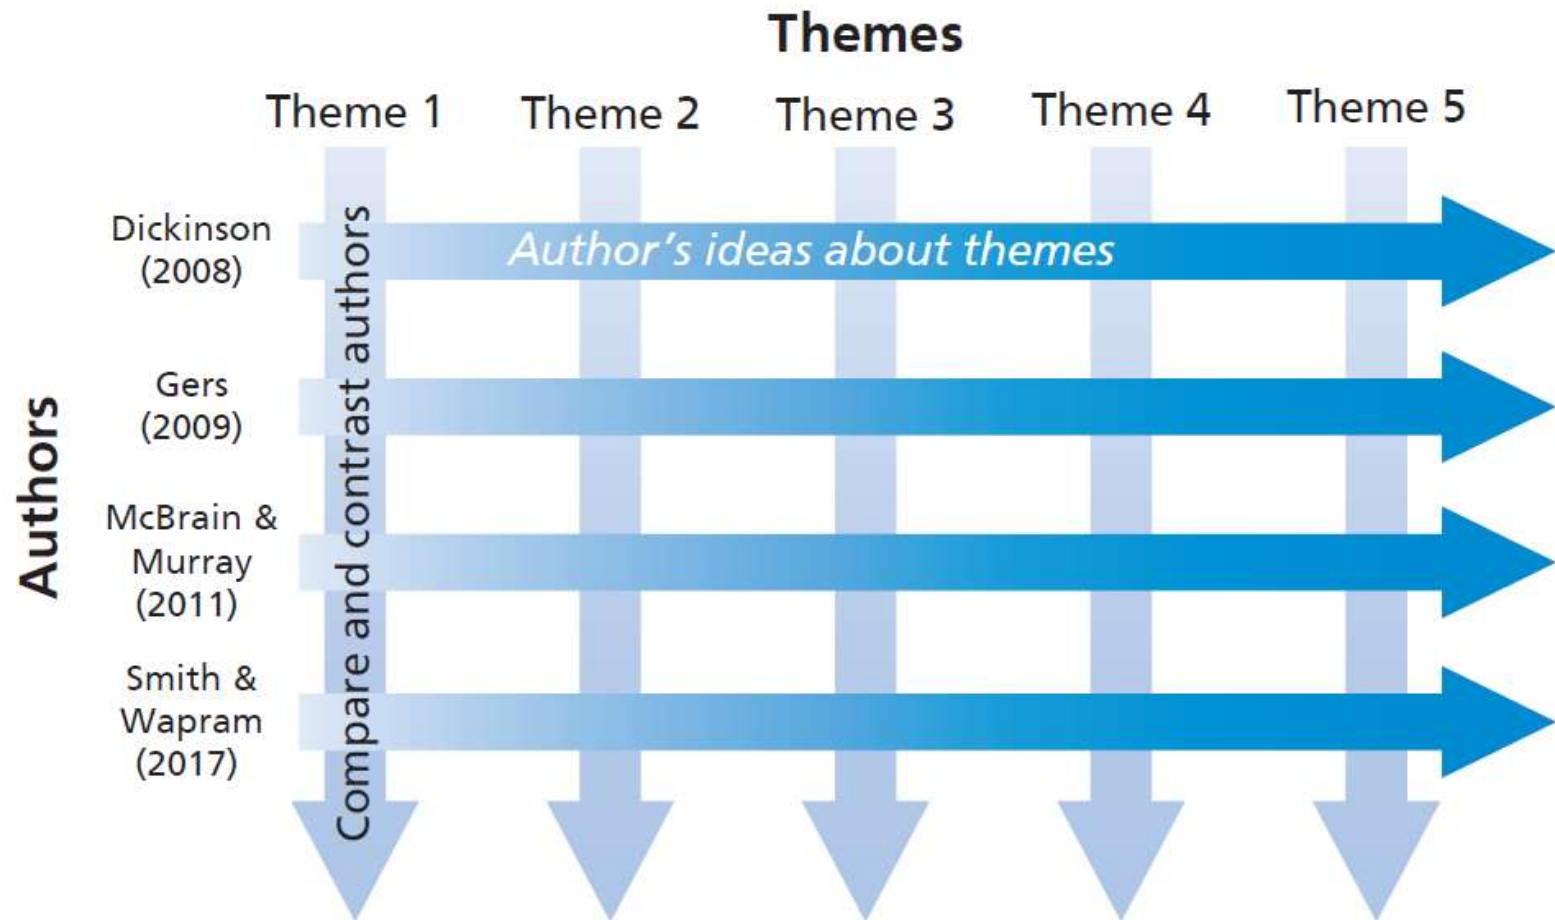 Themes
Theme 1
Theme 2
Theme 3
Theme 4
Theme 5
Authors
Dickinson
(2008)
Author's ideas about themes
Gers
(2009)
McBrain &
Murray
(2011)
Smith &
Wapram
(2017)
Compare and contrast authors